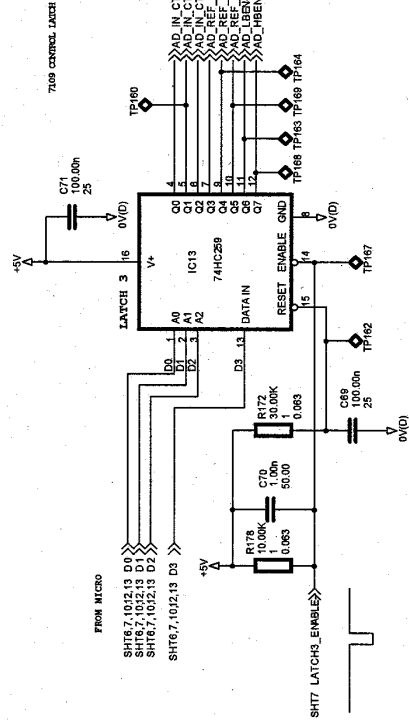 7109 CONTROL LATCH
AD_IN_C
AD_IN_C
AD_IN_C
AD_REF_
AD_REF_
AD_REF_
AD_LBEN
AD_HBEN
TP160
TP164
TP169
TP163
TP168
+5V
C71
100.00n
25
0V(D)
LATCH 3
16
V+
IC13
74HC259
A0
A1
A2
DATA IN
1
2
3
13
D0
D1
D2
D3
Q0
Q1
Q2
Q3
Q4
Q5
Q6
Q7
4
5
6
7
9
10
11
12
RESET
ENABLE
GND
15
14
8
0V(D)
TP167
TP162
FROM MICRO
SHT6,7,10,12,13 D0
SHT6,7,10,12,13 D1
SHT6,7,10,12,13 D2
SHT6,7,10,12,13 D3
+5V
R178
10.00K
1
0.063
C70
1.00n
50.00
R172
30.00K
1
0.063
C69
100.00n
25
0V(D)
SHT7 LATCH3_ENABLE